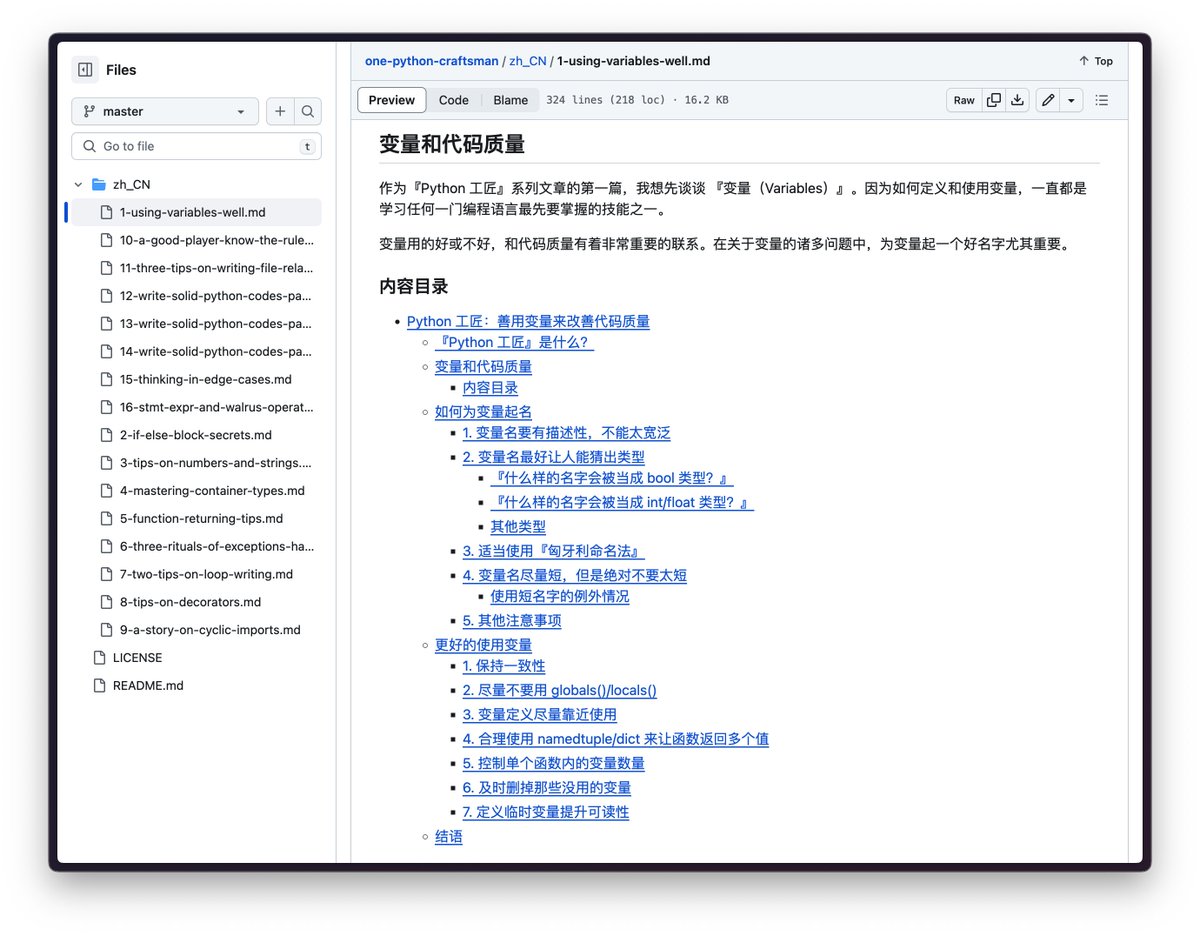 Files
master
Go to file
t
zh_CN
1-using-variables-well.md
10-a-good-player-know-the-rule...
11-three-tips-on-writing-file-rela...
12-write-solid-python-codes-pa...
13-write-solid-python-codes-pa...
14-write-solid-python-codes-pa...
15-thinking-in-edge-cases.md
16-stmt-expr-and-walrus-operat...
2-if-else-block-secrets.md
3-tips-on-numbers-and-strings....
4-mastering-container-types.md
5-function-returning-tips.md
6-three-rituals-of-exceptions-ha...
7-two-tips-on-loop-writing.md
8-tips-on-decorators.md
9-a-story-on-cyclic-imports.md
LICENSE
README.md
one-python-craftsman / zh_CN / 1-using-variables-well.md
Top
Preview Code Blame 324 lines (218 loc) · 16.2 KB
Raw
变量和代码质量
作为『Python 工匠』系列文章的第一篇，我想先谈谈 『变量（Variables）』。因为如何定义和使用变量，一直都是
学习任何一门编程语言最先要掌握的技能之一。
变量用的好或不好，和代码质量有着非常重要的联系。在关于变量的诸多问题中，为变量起一个好名字尤其重要。
内容目录
Python 工匠：善用变量来改善代码质量
『Python 工匠』是什么？
变量和代码质量
内容目录
如何为变量起名
1. 变量名要有描述性，不能太宽泛
2. 变量名最好让人能猜出类型
『什么样的名字会被当成 bool 类型？』
『什么样的名字会被当成 int/float 类型？』
其他类型
3. 适当使用『匈牙利命名法』
4. 变量名尽量短，但是绝对不要太短
使用短名字的例外情况
5. 其他注意事项
更好的使用变量
1. 保持一致性
2. 尽量不要用 globals()/locals()
3. 变量定义尽量靠近使用
4. 合理使用 namedtuple/dict 来让函数返回多个值
5. 控制单个函数内的变量数量
6. 及时删掉那些没用的变量
7. 定义临时变量提升可读性
结语